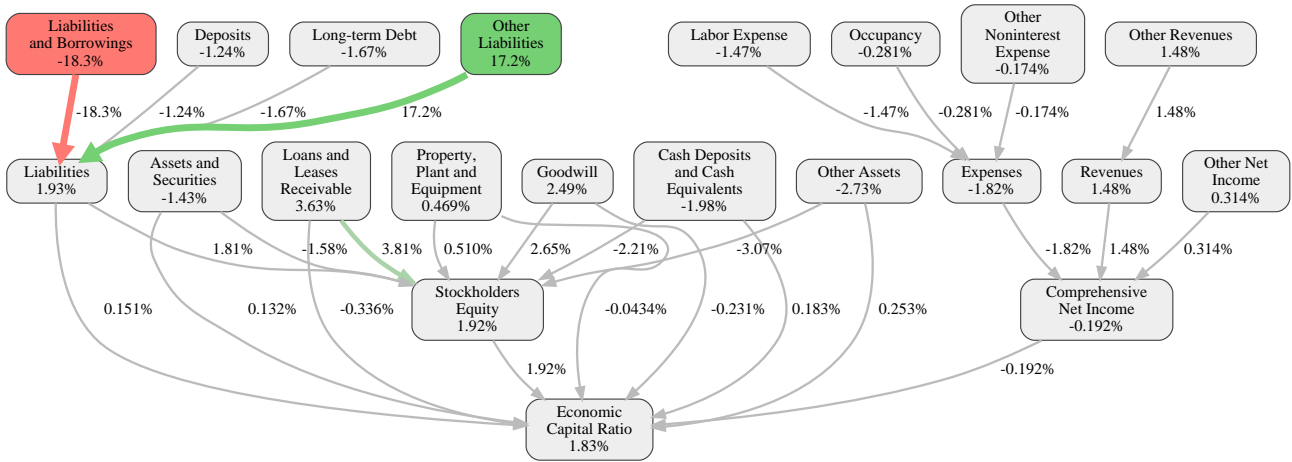 Liabilities
and Borrowings
-18.3%
Deposits
-1.24%
Long-term Debt
-1.67%
Other
Liabilities
17.2%
Labor Expense
-1.47%
Occupancy
-0.281%
Other
Noninterest
Expense
-0.174%
Other Revenues
1.48%
-18.3%
-1.24%
-1.67%
17.2%
-1.47%
-0.281%
-0.174%
1.48%
Liabilities
1.93%
Assets and
Securities
-1.43%
Loans and
Leases
Receivable
3.63%
Property,
Plant and
Equipment
0.469%
Goodwill
2.49%
Cash Deposits
and Cash
Equivalents
-1.98%
Other Assets
-2.73%
Expenses
-1.82%
Revenues
1.48%
Other Net
Income
0.314%
1.81%
-1.58%
3.81%
0.510%
2.65%
-2.21%
-3.07%
-1.82%
1.48%
0.314%
Stockholders
Equity
1.92%
Comprehensive
Net Income
-0.192%
0.151%
0.132%
-0.336%
-0.0434%
-0.231%
0.183%
0.253%
1.92%
-0.192%
Economic
Capital Ratio
1.83%